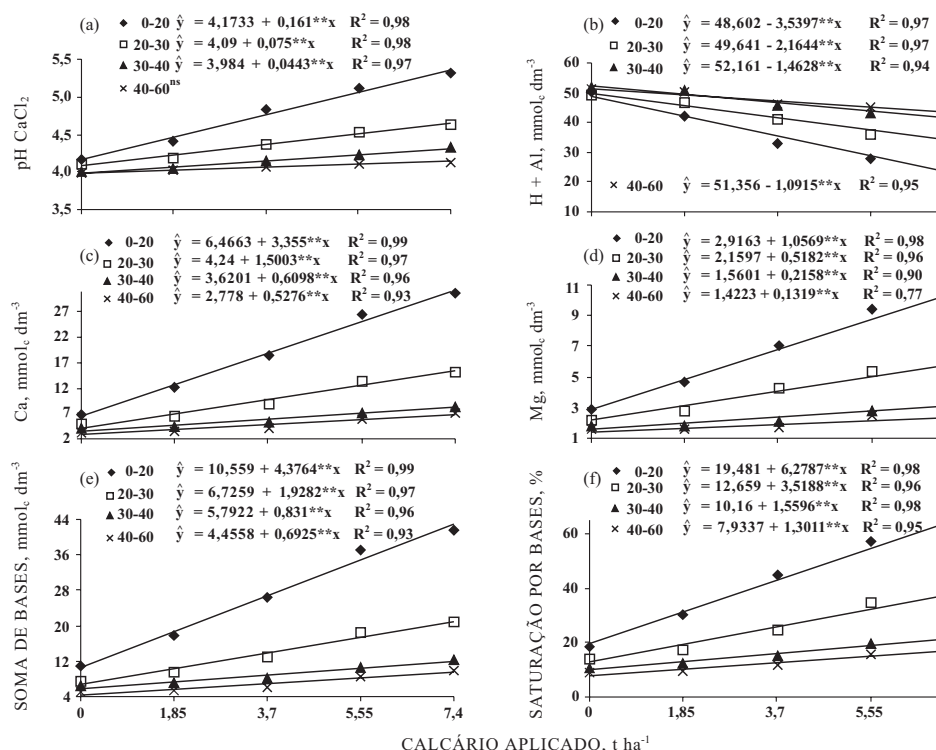 (a) ◆ 0-20 ŷ = 4,1733 + 0,161**x R² = 0,98
□ 20-30 ŷ = 4,09 + 0,075**x R² = 0,98
▲ 30-40 ŷ = 3,984 + 0,0443**x R² = 0,97
× 40-60ⁿˢ
5,5
5,0
4,5
4,0
3,5
pH CaCl₂
(b) ◆ 0-20 ŷ = 48,602 - 3,5397**x R² = 0,97
□ 20-30 ŷ = 49,641 - 2,1644**x R² = 0,97
▲ 30-40 ŷ = 52,161 - 1,4628**x R² = 0,94
60
50
40
30
20
10
H + Al, mmol꜀ dm⁻³
× 40-60 ŷ = 51,356 - 1,0915**x R² = 0,95
(c) ◆ 0-20 ŷ = 6,4663 + 3,355**x R² = 0,99
□ 20-30 ŷ = 4,24 + 1,5003**x R² = 0,97
▲ 30-40 ŷ = 3,6201 + 0,6098**x R² = 0,96
× 40-60 ŷ = 2,778 + 0,5276**x R² = 0,93
27
22
17
12
7
2
Ca, mmol꜀ dm⁻³
(d) ◆ 0-20 ŷ = 2,9163 + 1,0569**x R² = 0,98
□ 20-30 ŷ = 2,1597 + 0,5182**x R² = 0,96
▲ 30-40 ŷ = 1,5601 + 0,2158**x R² = 0,90
× 40-60 ŷ = 1,4223 + 0,1319**x R² = 0,77
11
9
7
5
3
1
Mg, mmol꜀ dm⁻³
(e) ◆ 0-20 ŷ = 10,559 + 4,3764**x R² = 0,99
□ 20-30 ŷ = 6,7259 + 1,9282**x R² = 0,97
▲ 30-40 ŷ = 5,7922 + 0,831**x R² = 0,96
× 40-60 ŷ = 4,4558 + 0,6925**x R² = 0,93
44
36
28
20
12
4
SOMA DE BASES, mmol꜀ dm⁻³
0 1,85 3,7 5,55 7,4
(f) ◆ 0-20 ŷ = 19,481 + 6,2787**x R² = 0,98
□ 20-30 ŷ = 12,659 + 3,5188**x R² = 0,96
▲ 30-40 ŷ = 10,16 + 1,5596**x R² = 0,98
× 40-60 ŷ = 7,9337 + 1,3011**x R² = 0,95
80
60
40
20
0
SATURAÇÃO POR BASES, %
0 1,85 3,7 5,55
CALCÁRIO APLICADO, t ha⁻¹